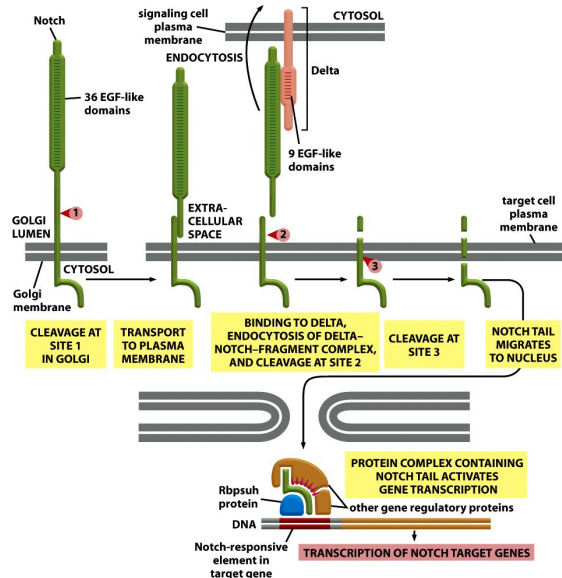 Notch
36 EGF-like
domains
1
GOLGI
LUMEN
CYTOSOL
Golgi
membrane
signaling cell
plasma
membrane
CYTOSOL
ENDOCYTOSIS
Delta
9 EGF-like
domains
EXTRA-
CELLULAR
SPACE
2
3
target cell
plasma
membrane
CLEAVAGE AT
SITE 1
IN GOLGI
TRANSPORT
TO PLASMA
MEMBRANE
BINDING TO DELTA,
ENDOCYTOSIS OF DELTA–
NOTCH–FRAGMENT COMPLEX,
AND CLEAVAGE AT SITE 2
CLEAVAGE AT
SITE 3
NOTCH TAIL
MIGRATES
TO NUCLEUS
PROTEIN COMPLEX CONTAINING
NOTCH TAIL ACTIVATES
GENE TRANSCRIPTION
Rbpsuh
protein
other gene regulatory proteins
DNA
Notch-responsive
element in
target gene
TRANSCRIPTION OF NOTCH TARGET GENES